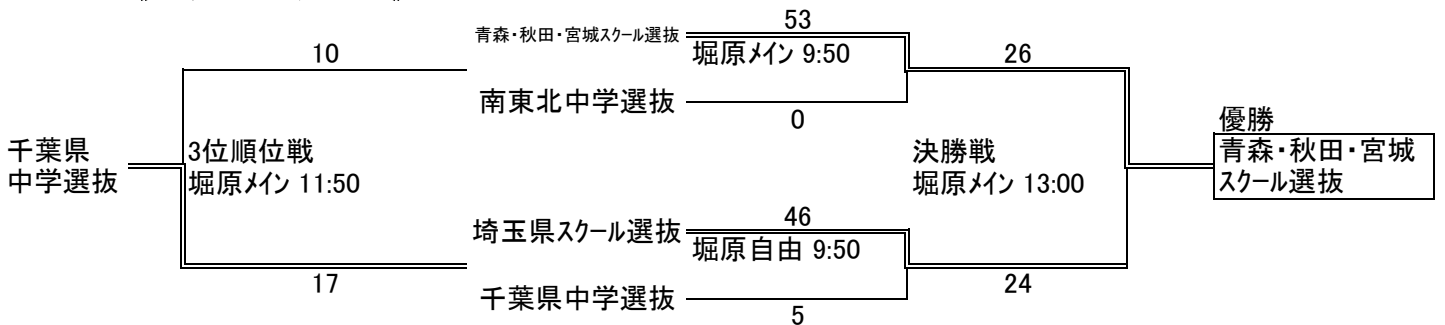 53
青森・秋田・宮城スクール選抜
10
堀原メイン 9:50
26
南東北中学選抜
0
優勝
千葉県
中学選抜
3位順位戦
堀原メイン 11:50
決勝戦
堀原メイン 13:00
青森・秋田・宮城
スクール選抜
46
埼玉県スクール選抜
堀原自由 9:50
17
24
千葉県中学選抜
5